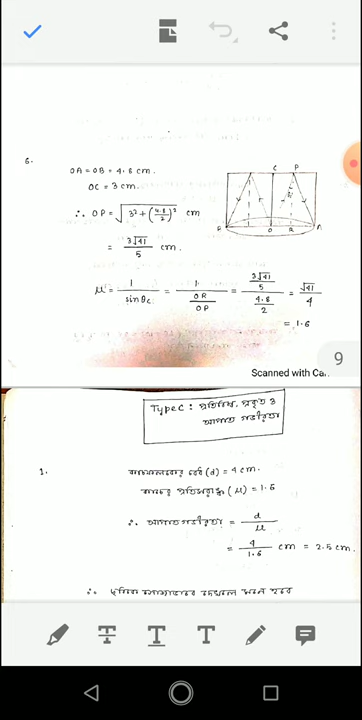 6.
OA = OB = 4.8 cm.
OC = 3 cm.
∴ OP = √(3² + (4.8/2)²) cm
= 3√41/5 cm.
μ = 1/sinθc = 1/(OR/OP) = (3√41/5)/(4.8/2) = √41/4
= 1.6
C P
O R A
9
Scanned with Ca
Type C : প্রতিবিম্ব, প্রকৃত ও
আপাত গভীরতা
1.
(d) = 4 cm.
কাচের প্রতিসরাঙ্ক (μ) = 1.6
∴ আপাত গভীরতা = d/μ
= 4/1.6 cm = 2.5 cm.
∴
T T T